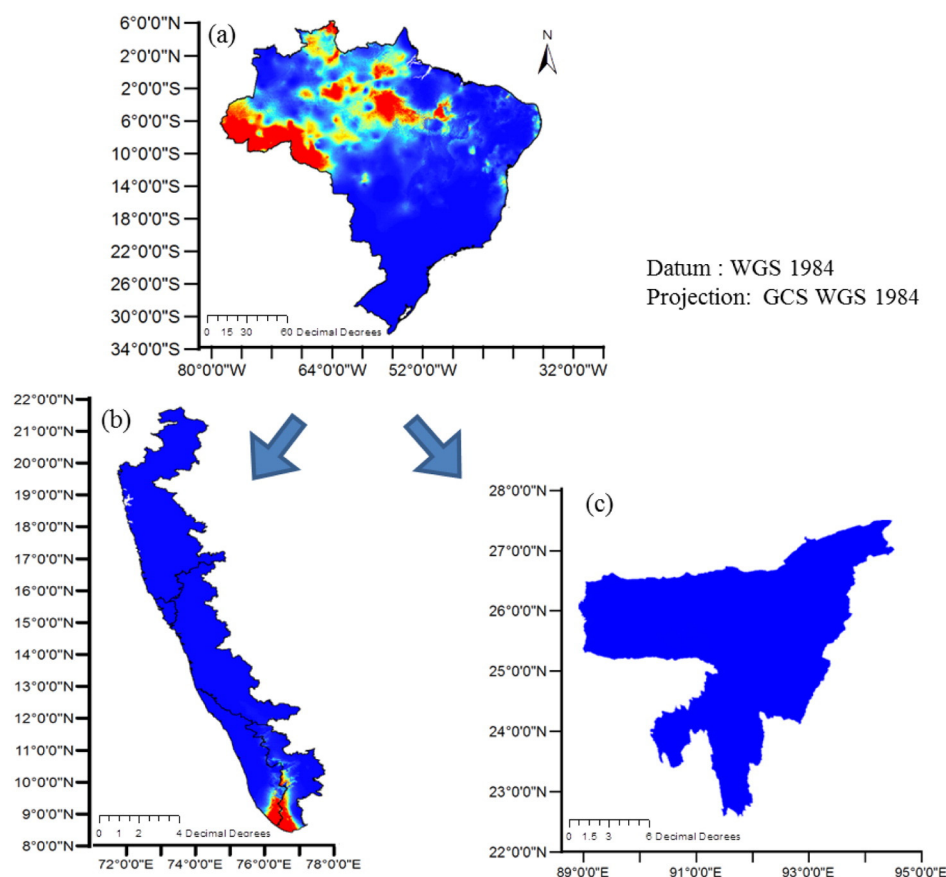 (a)
N
6°0'0"N
2°0'0"N
2°0'0"S
6°0'0"S
10°0'0"S
14°0'0"S
18°0'0"S
22°0'0"S
26°0'0"S
30°0'0"S
34°0'0"S
0 15 30 60 Decimal Degrees
80°0'0"W 64°0'0"W 52°0'0"W 32°0'0"W
Datum : WGS 1984
Projection: GCS WGS 1984
(b)
22°0'0"N
21°0'0"N
20°0'0"N
19°0'0"N
18°0'0"N
17°0'0"N
16°0'0"N
15°0'0"N
14°0'0"N
13°0'0"N
12°0'0"N
11°0'0"N
10°0'0"N
9°0'0"N
8°0'0"N
0 1 2 4 Decimal Degrees
72°0'0"E 74°0'0"E 76°0'0"E 78°0'0"E
(c)
28°0'0"N
27°0'0"N
26°0'0"N
25°0'0"N
24°0'0"N
23°0'0"N
22°0'0"N
0 1.5 3 6 Decimal Degrees
89°0'0"E 91°0'0"E 93°0'0"E 95°0'0"E